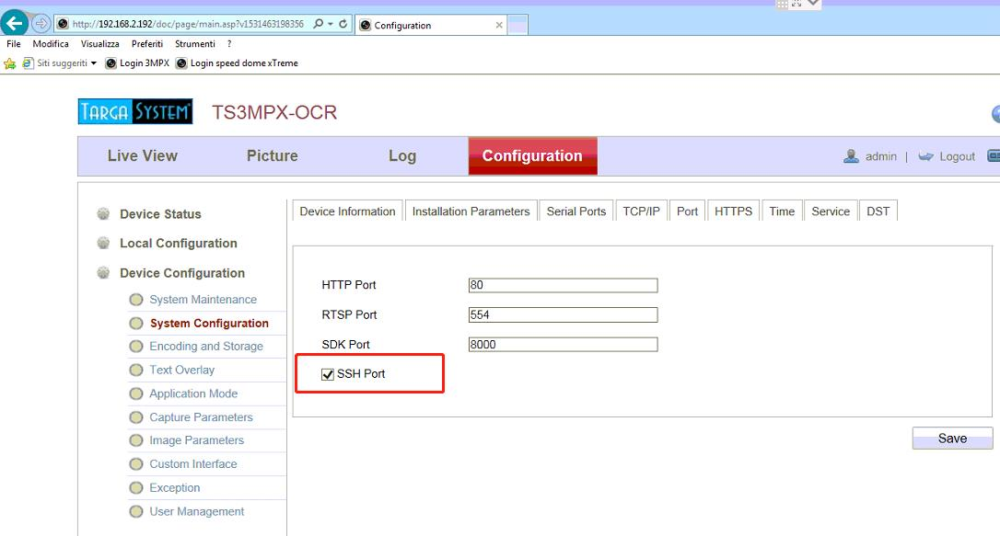 http://192.168.2.192/doc/page/main.asp?v1531463198356
Configuration
File Modifica Visualizza Preferiti Strumenti ?
Siti suggeriti Login 3MPX Login speed dome xTreme
TARGA SYSTEM TS3MPX-OCR
Live View Picture Log Configuration admin | Logout
Device Status
Local Configuration
Device Configuration
System Maintenance
System Configuration
Encoding and Storage
Text Overlay
Application Mode
Capture Parameters
Image Parameters
Custom Interface
Exception
User Management
Device Information Installation Parameters Serial Ports TCP/IP Port HTTPS Time Service DST
HTTP Port 80
RTSP Port 554
SDK Port 8000
SSH Port
Save